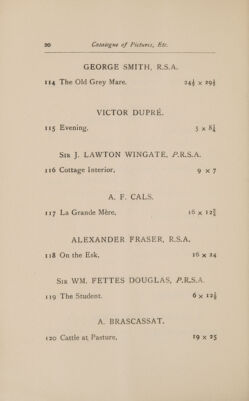 20 Catalogue of Pictures, Etc.
GEORGE SMITH, R.S.A.
114 The Old Grey Mare. 24½ x 29½
VICTOR DUPRÉ.
115 Evening. 5 x 8¼
SIR J. LAWTON WINGATE, P.R.S.A.
116 Cottage Interior, 9 x 7
A. F. CALS.
117 La Grande Mère, 16 x 12¾
ALEXANDER FRASER, R.S.A.
118 On the Esk, 16 x 24
SIR WM. FETTES DOUGLAS, P.R.S.A.
119 The Student. 6 x 12½
A. BRASCASSAT.
120 Cattle at Pasture, 19 x 25